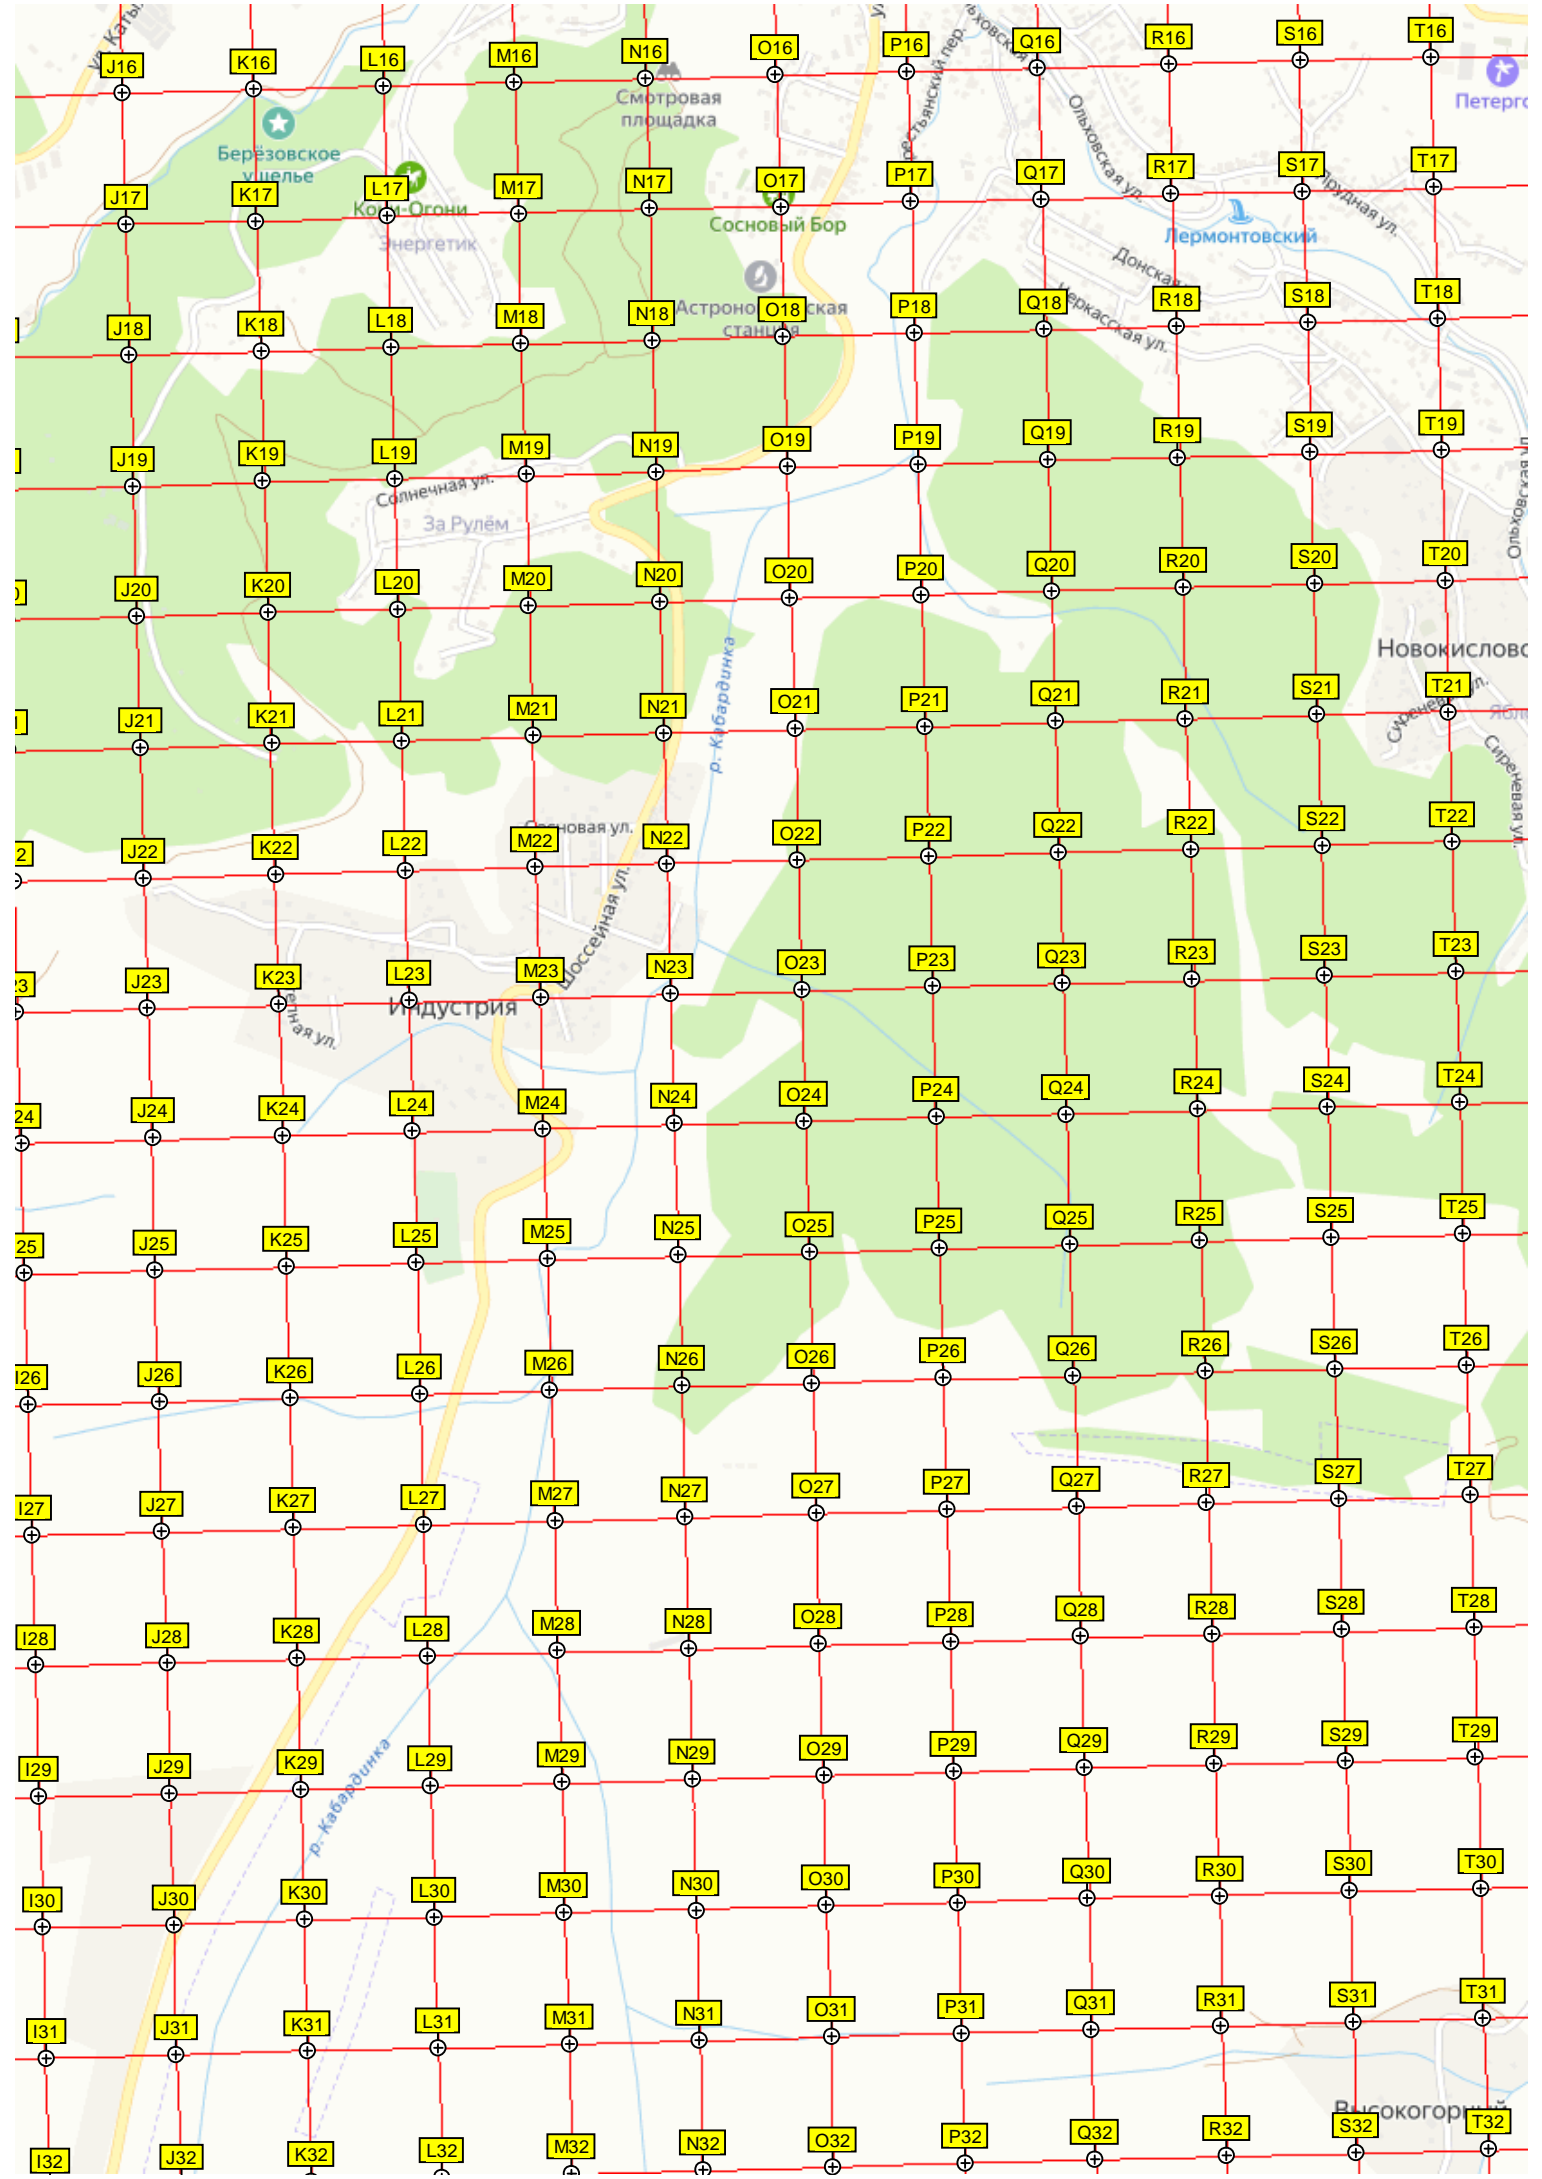 ул. Каты
J16 K16 L16 M16 N16 O16 P16 Q16 R16 S16 T16
Смотровая
площадка
Петерго
Берёзовское
ущелье
Ольховская ул.
J17 K17 L17 M17 N17 O17 P17 Q17 R17 S17 T17
Прудная ул.
Сосновый Бор
Лермонтовский
Энергетик
Донская
Черкасская ул.
J18 K18 L18 M18 N18 O18 P18 Q18 R18 S18 T18
J19 K19 L19 M19 N19 O19 P19 Q19 R19 S19 T19
Солнечная ул.
За Рулём
J20 K20 L20 M20 N20 O20 P20 Q20 R20 S20 T20
Новокислово
р. Кабардинка
J21 K21 L21 M21 N21 O21 P21 Q21 R21 S21 T21
Сиреневая ул.
2 J22 K22 L22 M22 N22 O22 P22 Q22 R22 S22 T22
Шоссейная ул.
23 J23 K23 L23 M23 N23 O23 P23 Q23 R23 S23 T23
Индустрия
24 J24 K24 L24 M24 N24 O24 P24 Q24 R24 S24 T24
25 J25 K25 L25 M25 N25 O25 P25 Q25 R25 S25 T25
I26 J26 K26 L26 M26 N26 O26 P26 Q26 R26 S26 T26
I27 J27 K27 L27 M27 N27 O27 P27 Q27 R27 S27 T27
I28 J28 K28 L28 M28 N28 O28 P28 Q28 R28 S28 T28
I29 J29 K29 L29 M29 N29 O29 P29 Q29 R29 S29 T29
р. Кабардинка
I30 J30 K30 L30 M30 N30 O30 P30 Q30 R30 S30 T30
I31 J31 K31 L31 M31 N31 O31 P31 Q31 R31 S31 T31
Высокогорный
I32 J32 K32 L32 M32 N32 O32 P32 Q32 R32 S32 T32